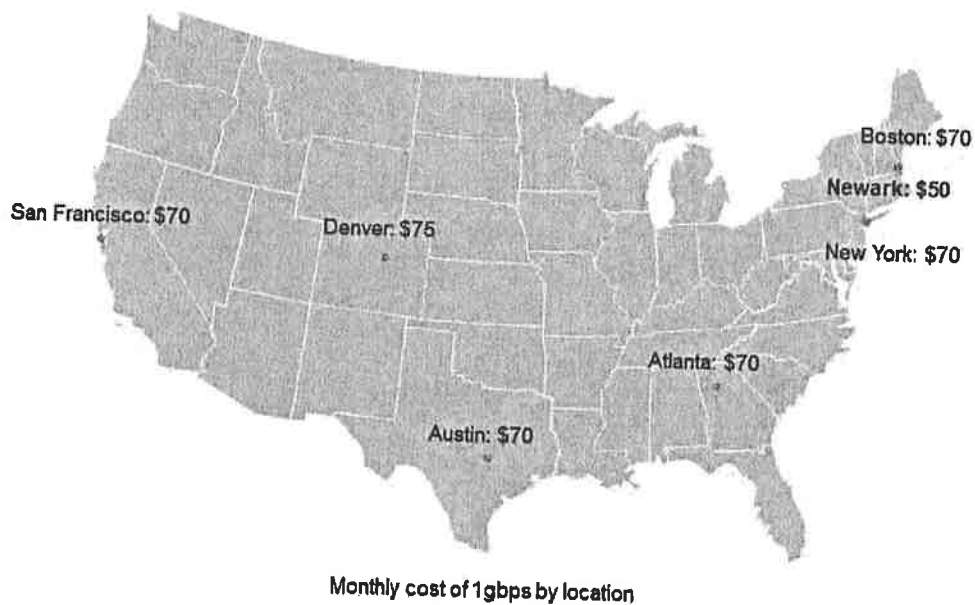 Boston: $70
Newark: $50
San Francisco: $70
Denver: $75
New York: $70
Atlanta: $70
Austin: $70
Monthly cost of 1gbps by location